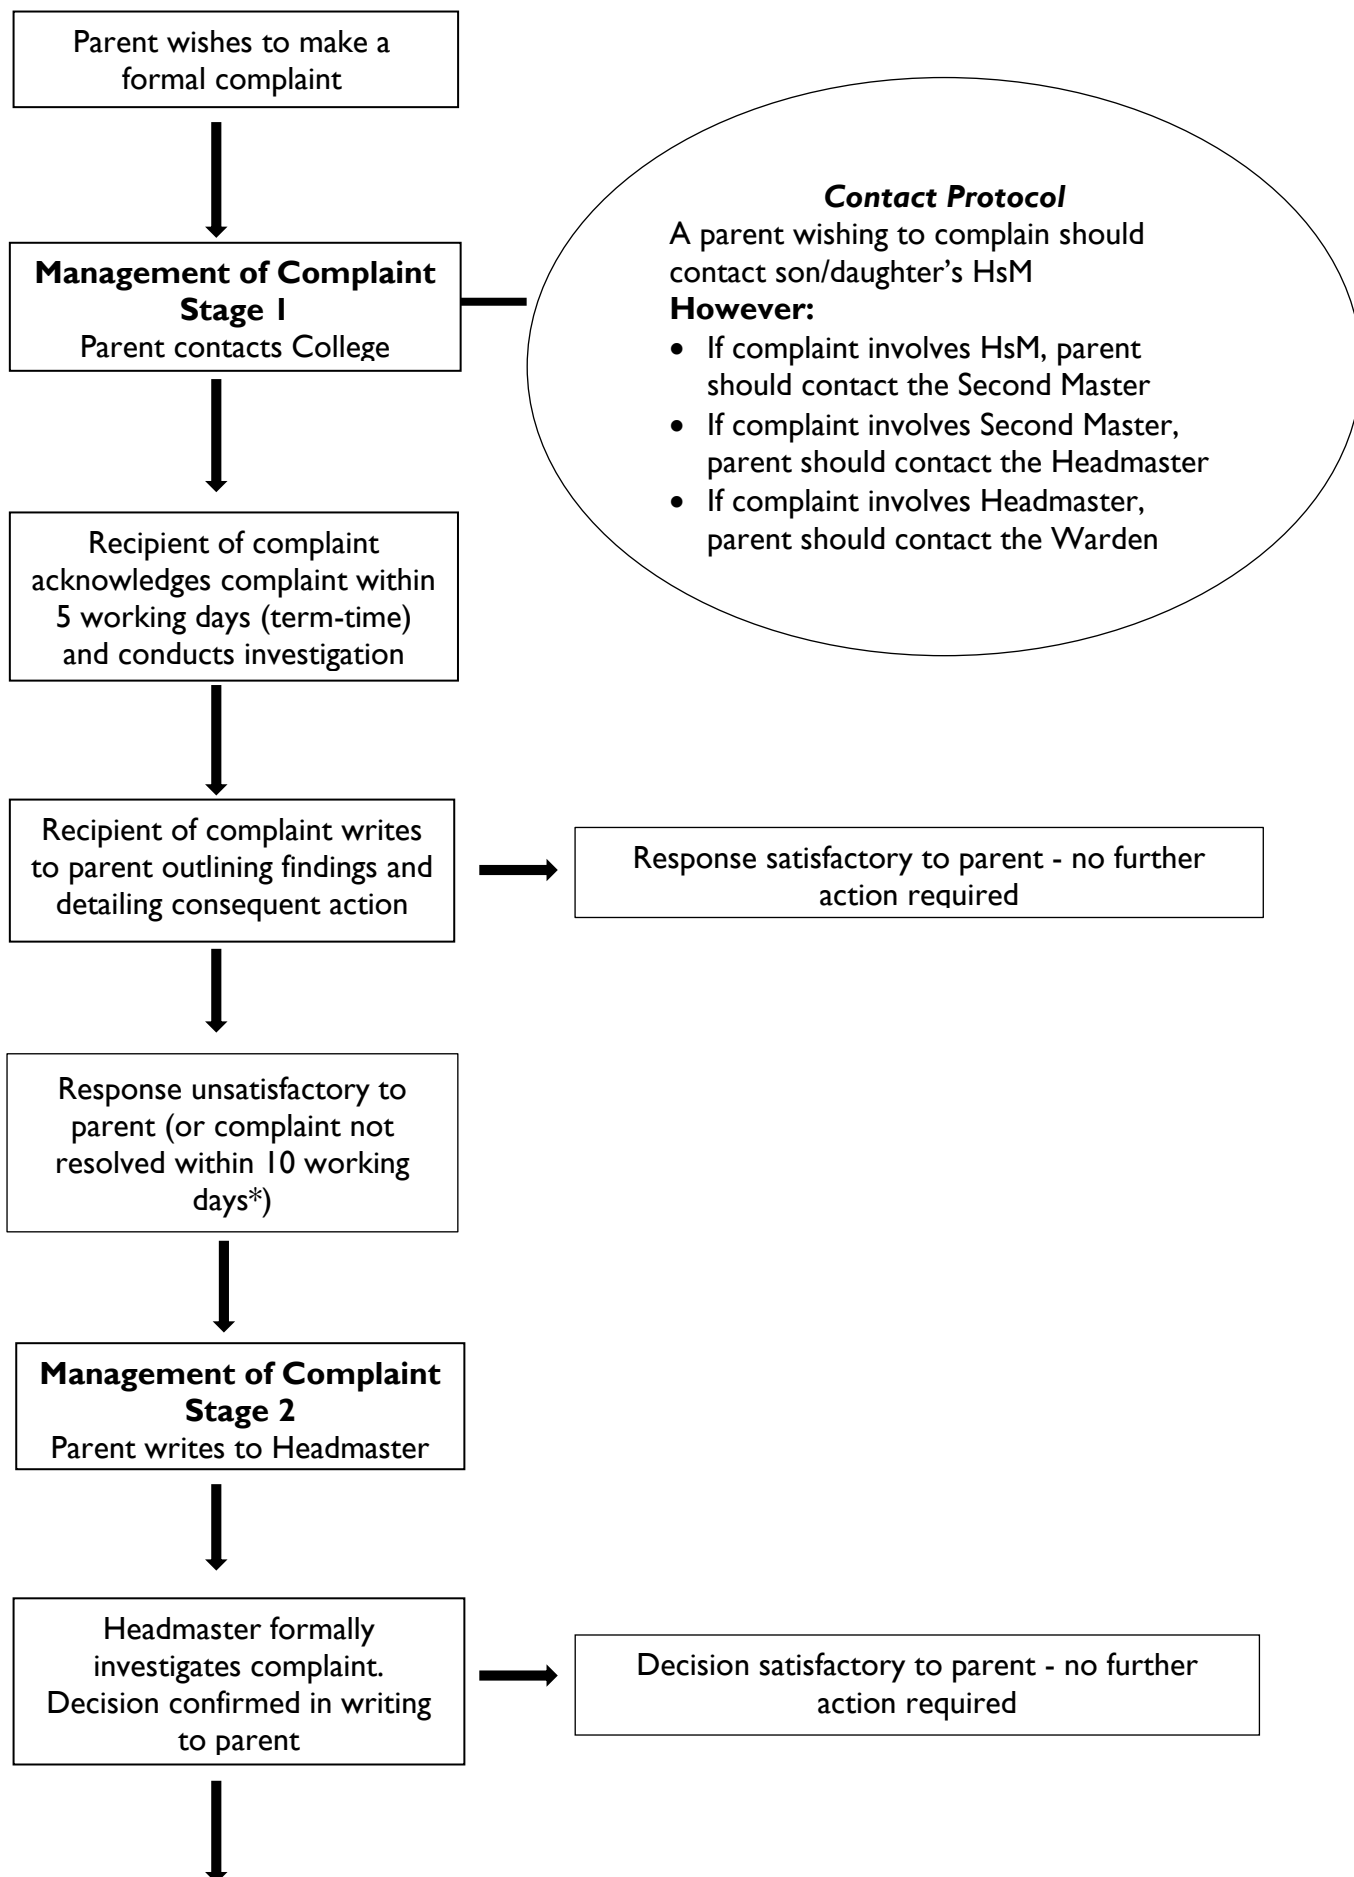 Parent wishes to make a
formal complaint
Management of Complaint
Stage 1
Parent contacts College
Contact Protocol
A parent wishing to complain should
contact son/daughter’s HsM
However:
• If complaint involves HsM, parent
should contact the Second Master
• If complaint involves Second Master,
parent should contact the Headmaster
• If complaint involves Headmaster,
parent should contact the Warden
Recipient of complaint
acknowledges complaint within
5 working days (term-time)
and conducts investigation
Recipient of complaint writes
to parent outlining findings and
detailing consequent action
Response satisfactory to parent - no further
action required
Response unsatisfactory to
parent (or complaint not
resolved within 10 working
days*)
Management of Complaint
Stage 2
Parent writes to Headmaster
Headmaster formally
investigates complaint.
Decision confirmed in writing
to parent
Decision satisfactory to parent - no further
action required